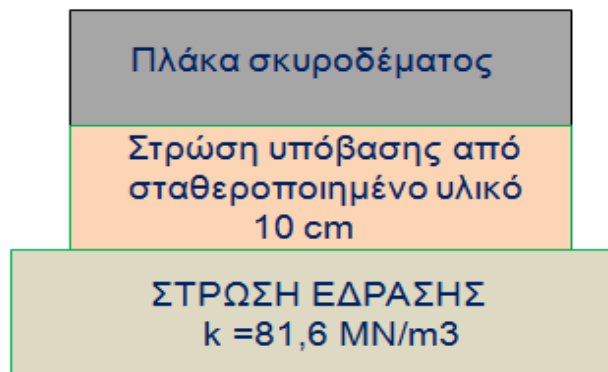 Πλάκα σκυροδέματος
Στρώση υπόβασης από
σταθεροποιημένο υλικό
10 cm
ΣΤΡΩΣΗ ΕΔΡΑΣΗΣ
k =81,6 MN/m3